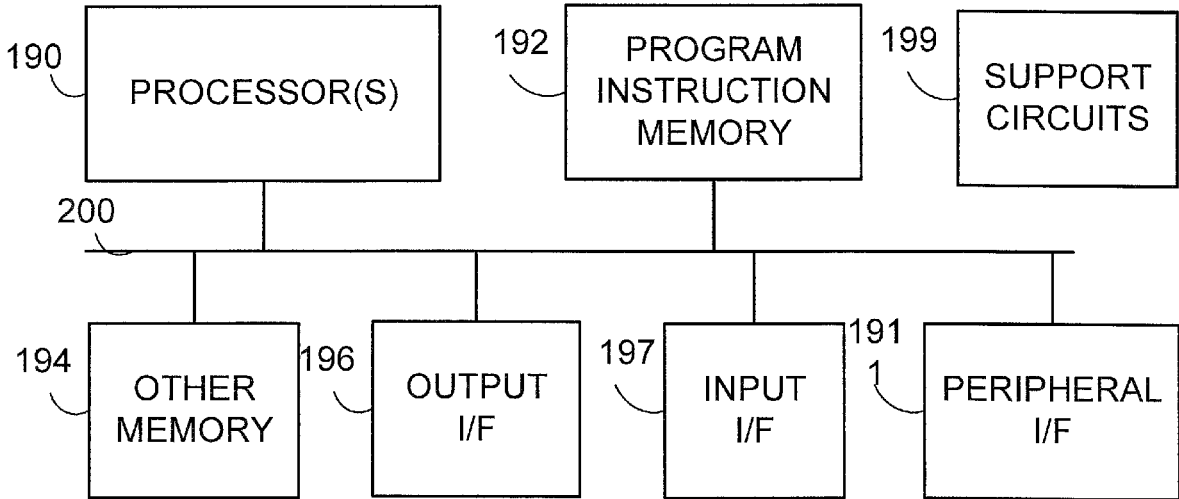 190
PROCESSOR(S)
192
PROGRAM
INSTRUCTION
MEMORY
199
SUPPORT
CIRCUITS
200
194
OTHER
MEMORY
196
OUTPUT
I/F
197
INPUT
I/F
191
1
PERIPHERAL
I/F